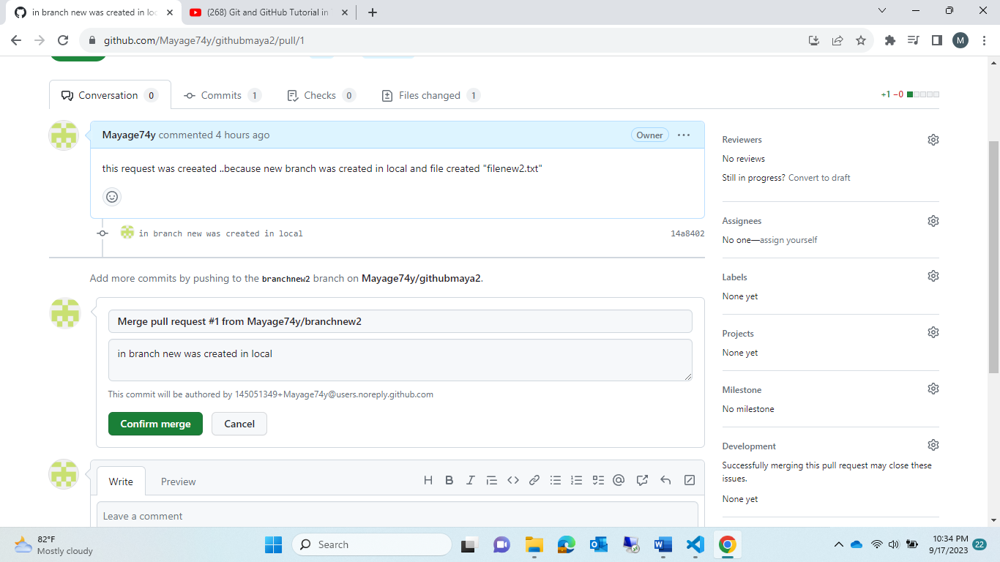 in branch new was created in loc
(268) Git and GitHub Tutorial in
github.com/Mayage74y/githubmaya2/pull/1
M
Conversation 0
Commits 1
Checks 0
Files changed 1
+1 −0
Mayage74y commented 4 hours ago
Owner
this request was creeated ..because new branch was created in local and file created "filenew2.txt"
in branch new was created in local
14a8402
Add more commits by pushing to the branchnew2 branch on Mayage74y/githubmaya2.
Merge pull request #1 from Mayage74y/branchnew2
in branch new was created in local
This commit will be authored by 145051349+Mayage74y@users.noreply.github.com
Confirm merge
Cancel
Write
Preview
Leave a comment
Reviewers
No reviews
Still in progress? Convert to draft
Assignees
No one—assign yourself
Labels
None yet
Projects
None yet
Milestone
No milestone
Development
Successfully merging this pull request may close these
issues.
None yet
82°F
Mostly cloudy
Search
10:34 PM
9/17/2023
22